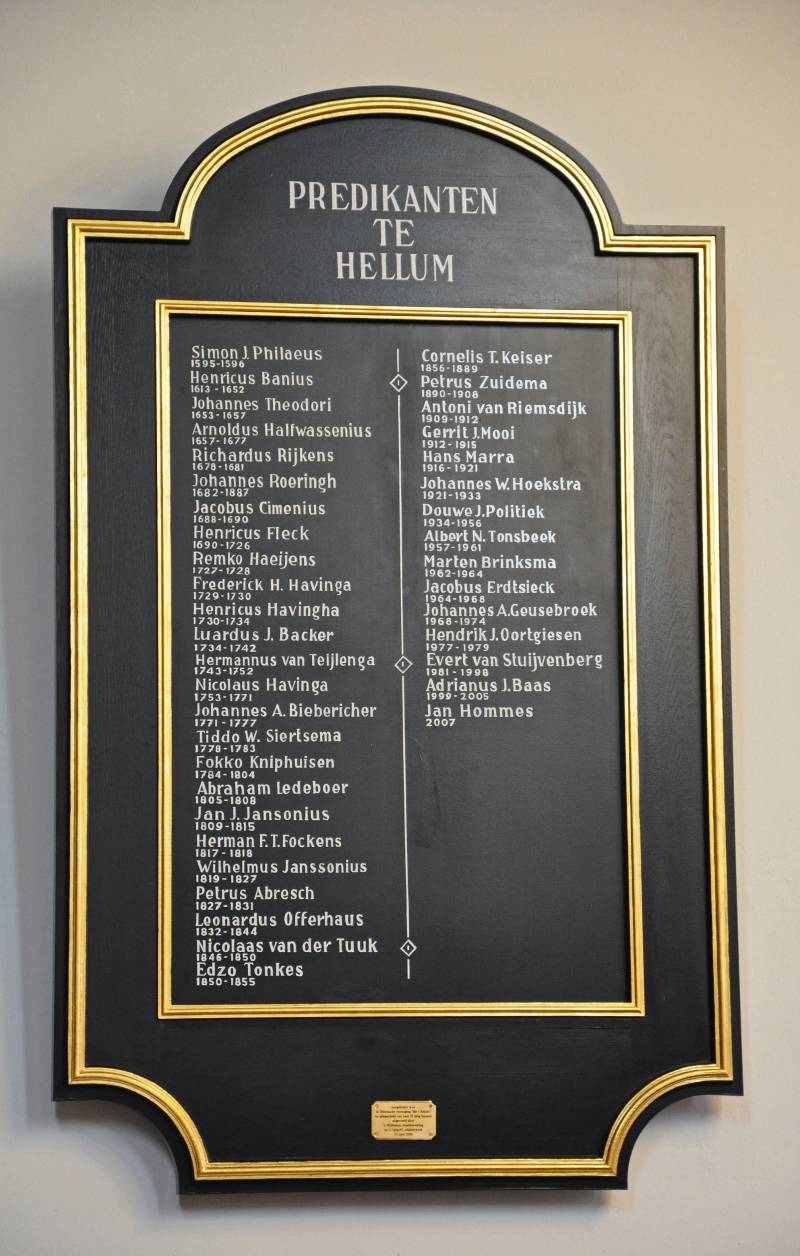 PREDIKANTEN
TE
HELLUM
Simon J. Philaeus
1595-1596
Henricus Banius
1613 - 1652
Johannes Theodori
1653-1657
Arnoldus Halfwassenius
1657-1677
Richardus Rijkens
1678-1681
Johannes Roeringh
1682-1887
Jacobus Cimenius
1688-1690
Henricus Fleck
1690-1726
Remko Haeijens
1727-1728
Frederick H. Havinga
1729-1730
Henricus Havingha
1730-1734
Luardus J. Backer
1734-1742
Hermannus van Teijlenga
1743-1752
Nicolaus Havinga
1753-1771
Johannes A. Biebericher
1771-1777
Tiddo W. Siertsema
1778-1783
Fokko Kniphuisen
1784-1804
Abraham Ledeboer
1805-1808
Jan J. Jansonius
1809-1815
Herman F.T. Fockens
1817-1818
Wilhelmus Janssonius
1819-1827
Petrus Abresch
1827-1831
Leonardus Offerhaus
1832-1844
Nicolaas van der Tuuk
1846-1850
Edzo Tonkes
1850-1855
Cornelis T. Keiser
1856-1889
Petrus Zuidema
1890-1908
Antoni van Riemsdijk
1909-1912
Gerrit J. Mooi
1912-1915
Hans Marra
1916-1921
Johannes W. Hoekstra
1921-1933
Douwe J. Politiek
1934-1956
Albert N. Tonsbeek
1957-1961
Marten Brinksma
1962-1964
Jacobus Erdtsieck
1964-1968
Johannes A. Geusebroek
1968-1974
Hendrik J. Oortgiesen
1977-1979
Evert van Stuijvenberg
1981-1998
Adrianus J. Baas
1999-2005
Jan Hommes
2007